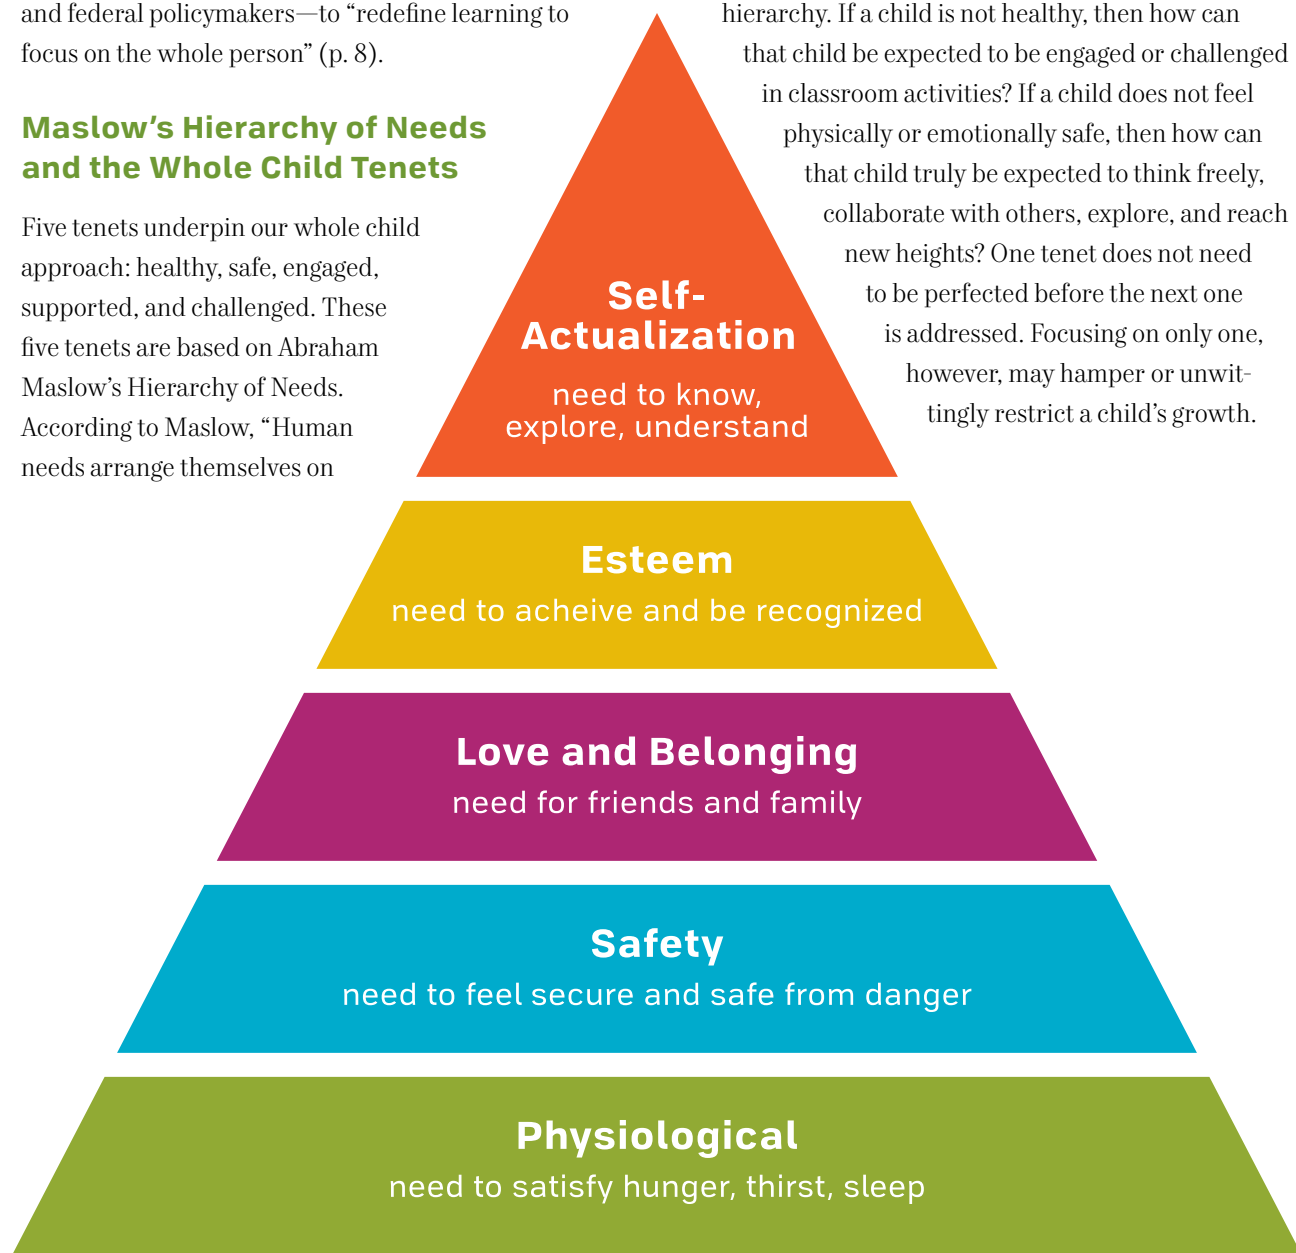 and federal policymakers—to “redefine learning to
focus on the whole person” (p. 8).
Maslow’s Hierarchy of Needs
and the Whole Child Tenets
Five tenets underpin our whole child
approach: healthy, safe, engaged,
supported, and challenged. These
five tenets are based on Abraham
Maslow’s Hierarchy of Needs.
According to Maslow, “Human
needs arrange themselves on
hierarchy. If a child is not healthy, then how can
that child be expected to be engaged or challenged
in classroom activities? If a child does not feel
physically or emotionally safe, then how can
that child truly be expected to think freely,
collaborate with others, explore, and reach
new heights? One tenet does not need
to be perfected before the next one
is addressed. Focusing on only one,
however, may hamper or unwit-
tingly restrict a child’s growth.
Self-
Actualization
need to know,
explore, understand
Esteem
need to acheive and be recognized
Love and Belonging
need for friends and family
Safety
need to feel secure and safe from danger
Physiological
need to satisfy hunger, thirst, sleep